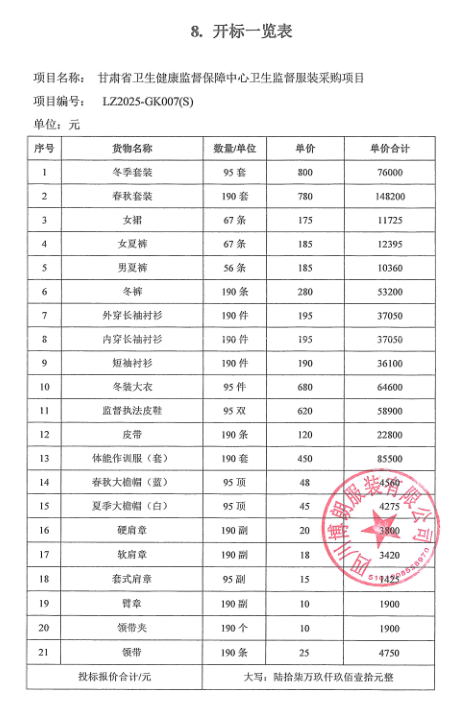 8. 开标一览表
项目名称： 甘肃省卫生健康监督保障中心卫生监督服装采购项目
项目编号： LZ2025-GK007(S)
单位：元
序号 货物名称 数量/单位 单价 单价合计
1 冬季套装 95 套 800 76000
2 春秋套装 190 套 780 148200
3 女裙 67 条 175 11725
4 女夏裤 67 条 185 12395
5 男夏裤 56 条 185 10360
6 冬裤 190 条 280 53200
7 外穿长袖衬衫 190 件 195 37050
8 内穿长袖衬衫 190 件 195 37050
9 短袖衬衫 190 件 190 36100
10 冬装大衣 95 件 680 64600
11 监督执法皮鞋 95 双 620 58900
12 皮带 190 条 120 22800
13 体能作训服（套） 190 套 450 85500
14 春秋大檐帽（蓝） 95 顶 48 4560
15 夏季大檐帽（白） 95 顶 45 4275
16 硬肩章 190 副 20 3800
17 软肩章 190 副 18 3420
18 套式肩章 95 副 15 1425
19 臂章 190 副 10 1900
20 领带夹 190 个 10 1900
21 领带 190 条 25 4750
投标报价合计/元 大写：陆拾柒万玖仟玖佰壹拾元整
四川博朗服装有限公司